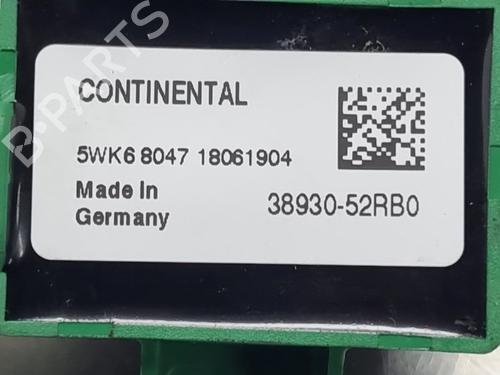 B-PARTS
CONTINENTAL
5WK6 8047 18061904
Made In
Germany
38930-52RB0